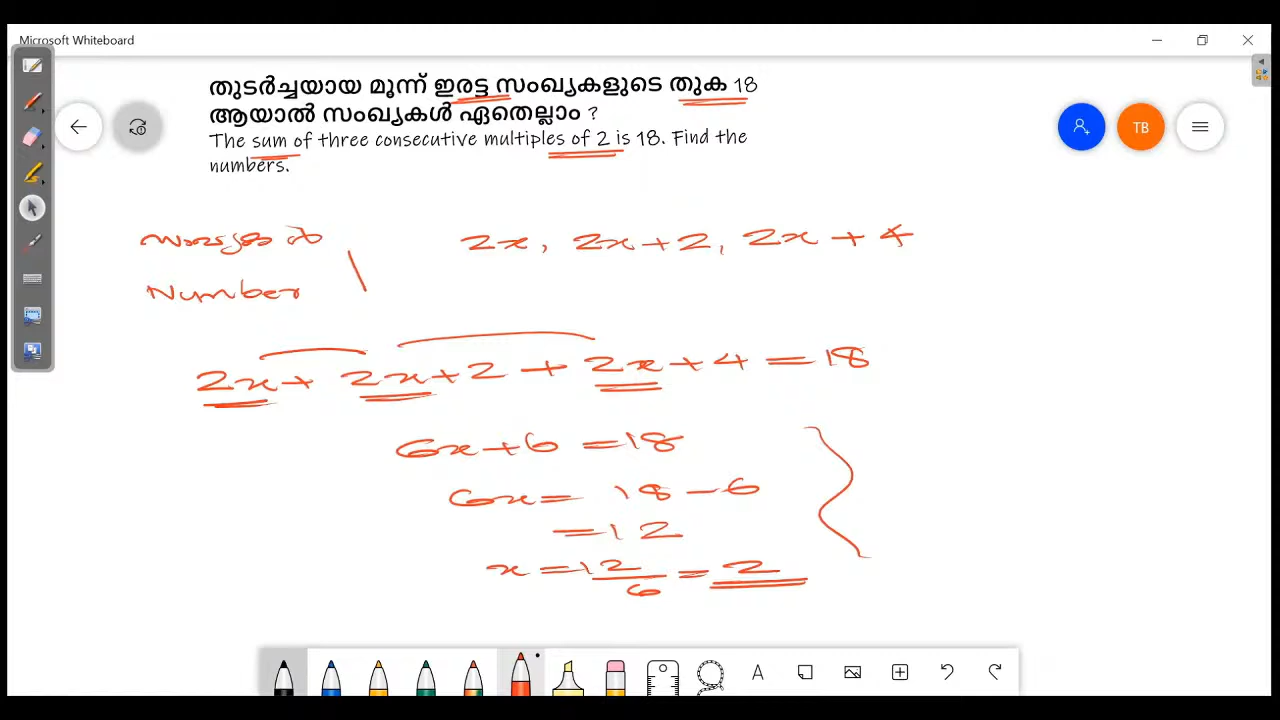 Microsoft Whiteboard
തുടർച്ചയായ മൂന്ന് ഇരട്ട സംഖ്യകളുടെ തുക 18
ആയാൽ സംഖ്യകൾ ഏതെല്ലാം ?
The sum of three consecutive multiples of 2 is 18. Find the
numbers.
TB
സംഖ്യകൾ
2x, 2x+2, 2x+4
Number
2x+ 2x+2 + 2x+4 = 18
6x+6 = 18
6x = 18-6
= 12
x = 12/6 = 2
A